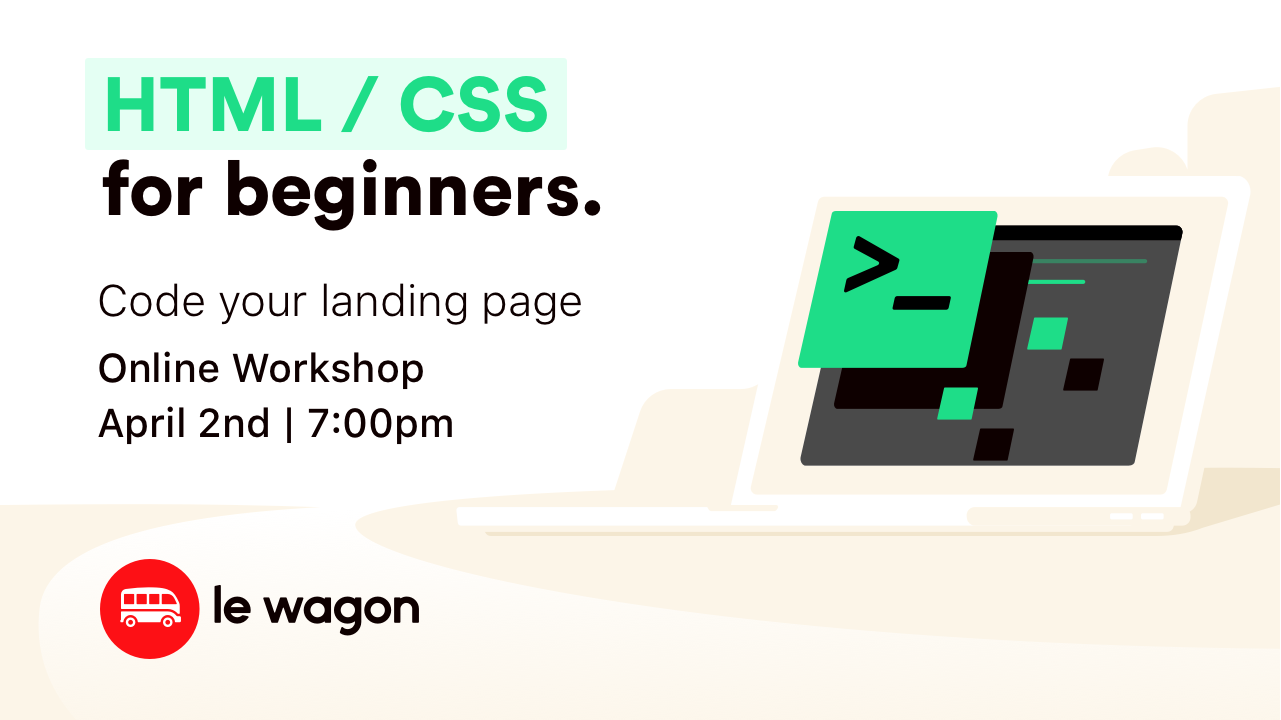 HTML / CSS
for beginners.
Code your landing page
Online Workshop
April 2nd | 7:00pm
>_
le wagon